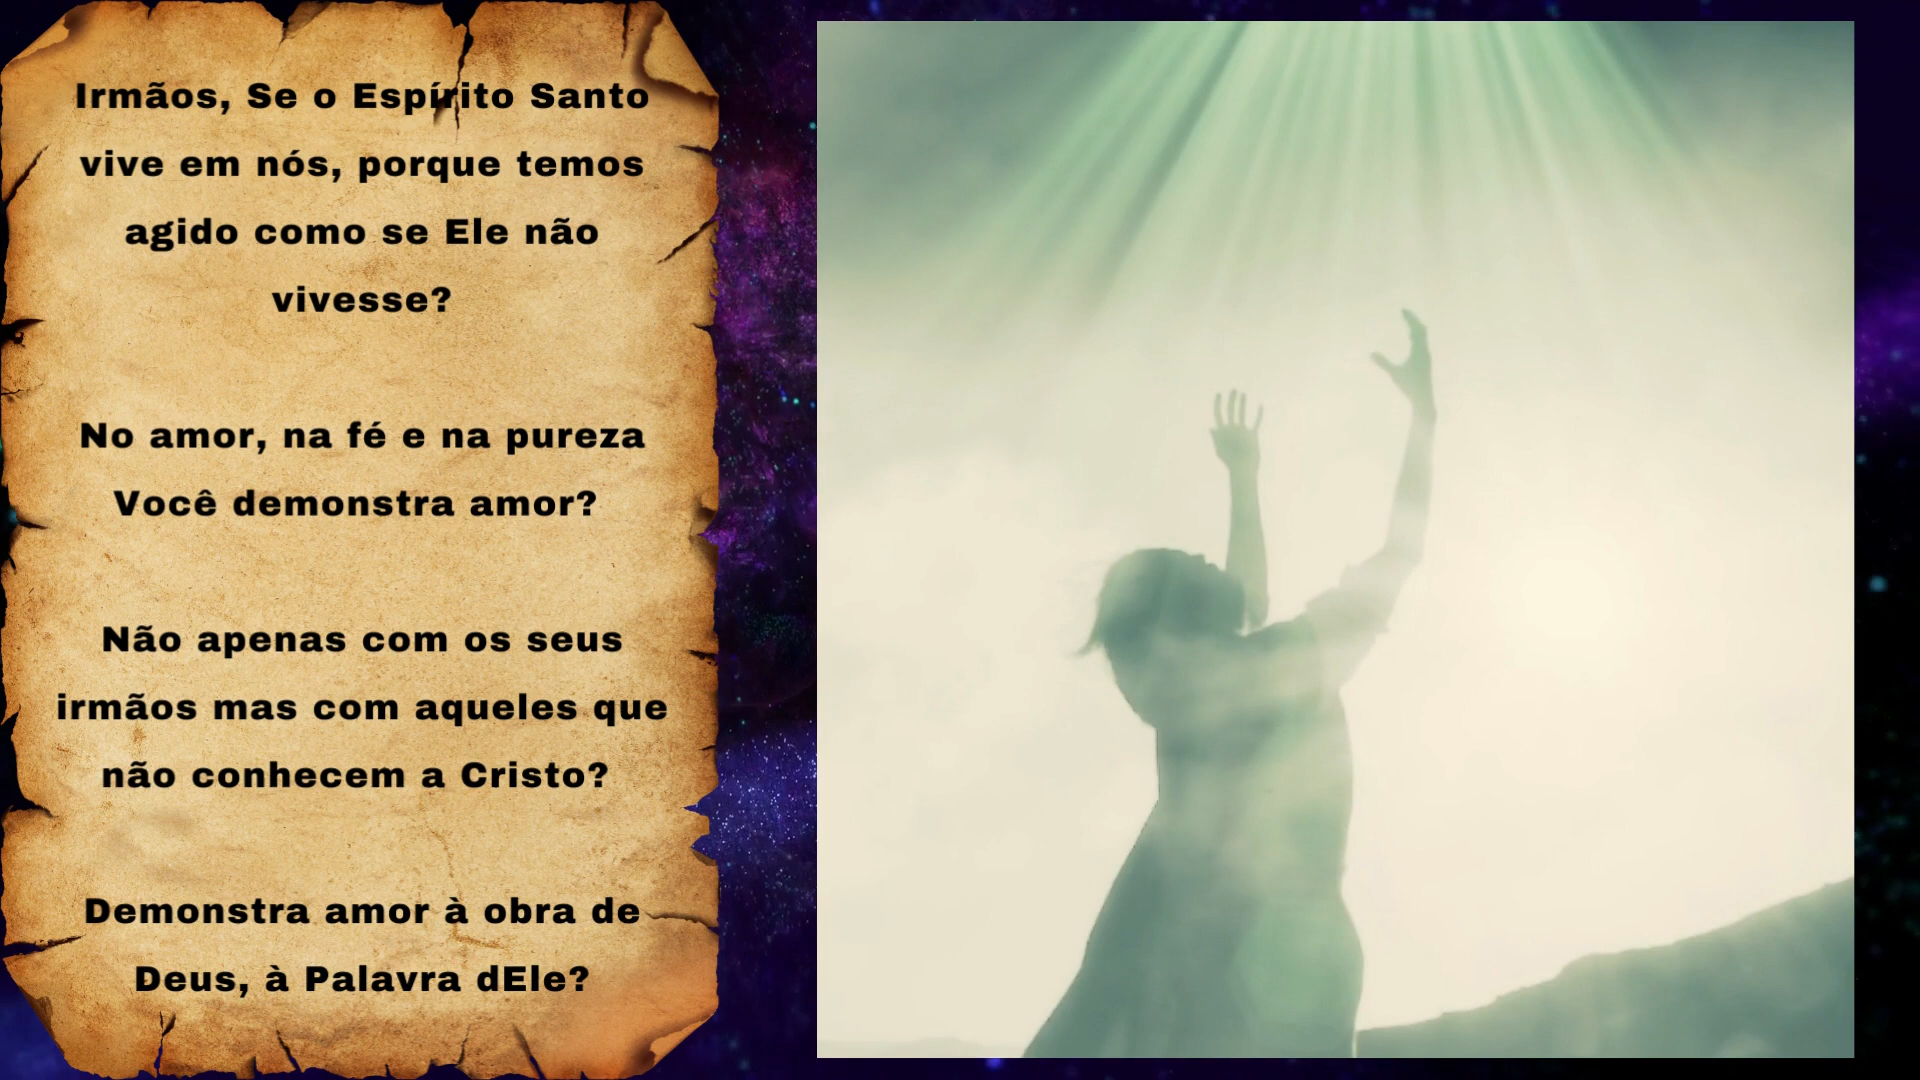 Irmãos, Se o Espírito Santo
vive em nós, porque temos
agido como se Ele não
vivesse?
No amor, na fé e na pureza
Você demonstra amor?
Não apenas com os seus
irmãos mas com aqueles que
não conhecem a Cristo?
Demonstra amor à obra de
Deus, à Palavra dEle?